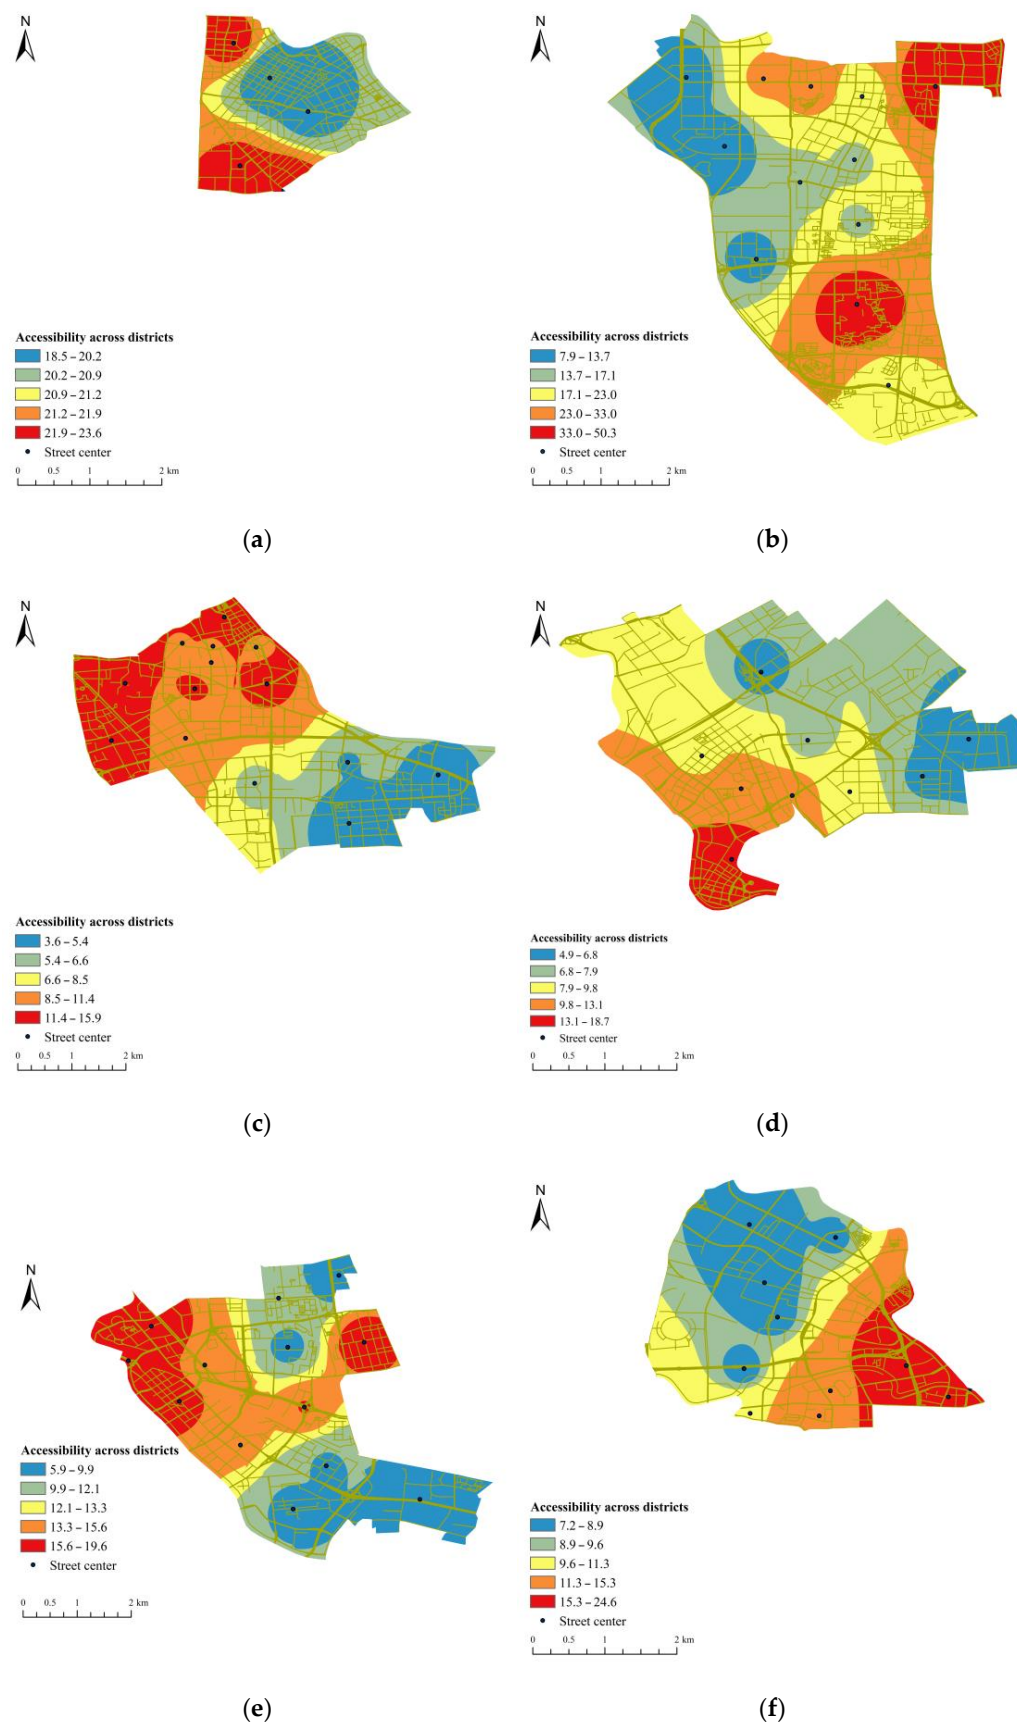 N
Accessibility across districts
18.5 – 20.2
20.2 – 20.9
20.9 – 21.2
21.2 – 21.9
21.9 – 23.6
Street center
0 0.5 1 2 km
(a)
N
Accessibility across districts
7.9 – 13.7
13.7 – 17.1
17.1 – 23.0
23.0 – 33.0
33.0 – 50.3
Street center
0 0.5 1 2 km
(b)
N
Accessibility across districts
3.6 – 5.4
5.4 – 6.6
6.6 – 8.5
8.5 – 11.4
11.4 – 15.9
Street center
0 0.5 1 2 km
(c)
N
Accessibility across districts
4.9 – 6.8
6.8 – 7.9
7.9 – 9.8
9.8 – 13.1
13.1 – 18.7
Street center
0 0.5 1 2 km
(d)
N
Accessibility across districts
5.9 – 9.9
9.9 – 12.1
12.1 – 13.3
13.3 – 15.6
15.6 – 19.6
Street center
0 0.5 1 2 km
(e)
N
Accessibility across districts
7.2 – 8.9
8.9 – 9.6
9.6 – 11.3
11.3 – 15.3
15.3 – 24.6
Street center
0 0.5 1 2 km
(f)